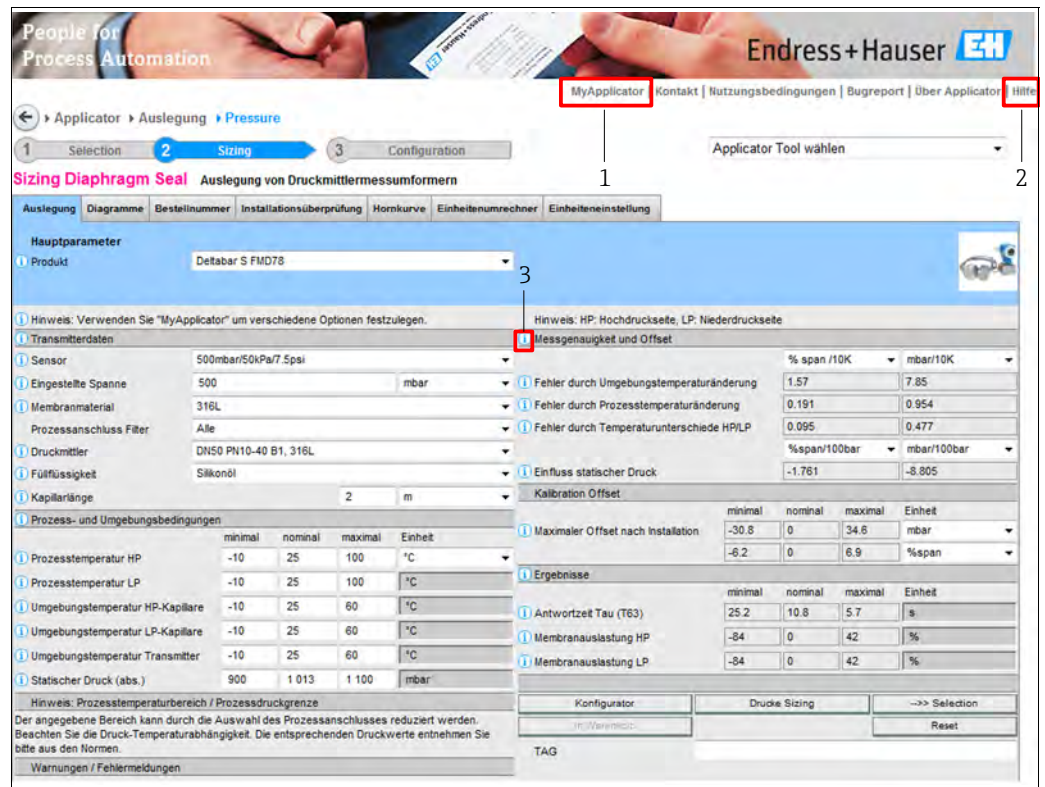 People for
Process Automation
Endress+Hauser EH
MyApplicator | Kontakt | Nutzungsbedingungen | Bugreport | Über Applicator | Hilfe
Applicator Auslegung Pressure
1 Selection 2 Sizing 3 Configuration Applicator Tool wählen
1 2
Sizing Diaphragm Seal Auslegung von Druckmittlermessumformern
Auslegung Diagramme Bestellnummer Installationsüberprüfung Hornkurve Einheitenumrechner Einheiteneinstellung
Hauptparameter
Produkt Deltabar S FMD78
3
Hinweis: Verwenden Sie "MyApplicator" um verschiedene Optionen festzulegen.
Transmitterdaten
Sensor 500mbar/50kPa/7.5psi
Eingestellte Spanne 500 mbar
Membranmaterial 316L
Prozessanschluss Filter Alle
Druckmittler DN50 PN10-40 B1, 316L
Füllflüssigkeit Silikonöl
Kapillarlänge 2 m
Prozess- und Umgebungsbedingungen
minimal nominal maximal Einheit
Prozesstemperatur HP -10 25 100 °C
Prozesstemperatur LP -10 25 100 °C
Umgebungstemperatur HP-Kapillare -10 25 60 °C
Umgebungstemperatur LP-Kapillare -10 25 60 °C
Umgebungstemperatur Transmitter -10 25 60 °C
Statischer Druck (abs.) 900 1 013 1 100 mbar
Hinweis: Prozesstemperaturbereich / Prozessdruckgrenze
Der angegebene Bereich kann durch die Auswahl des Prozessanschlusses reduziert werden.
Beachten Sie die Druck-Temperaturabhängigkeit. Die entsprechenden Druckwerte entnehmen Sie
bitte aus den Normen.
Warnungen / Fehlermeldungen
Hinweis: HP: Hochdruckseite, LP: Niederdruckseite
Messgenauigkeit und Offset
% span /10K mbar/10K
Fehler durch Umgebungstemperaturänderung 1.57 7.85
Fehler durch Prozesstemperaturänderung 0.191 0.954
Fehler durch Temperaturunterschiede HP/LP 0.095 0.477
%span/100bar mbar/100bar
Einfluss statischer Druck -1.761 -8.805
Kalibration Offset
minimal nominal maximal Einheit
Maximaler Offset nach Installation -30.8 0 34.6 mbar
-6.2 0 6.9 %span
Ergebnisse
minimal nominal maximal Einheit
Antwortzeit Tau (T63) 25.2 10.8 5.7 s
Membranauslastung HP -84 0 42 %
Membranauslastung LP -84 0 42 %
Konfigurator Drucke Sizing -->> Selection
Reset
TAG